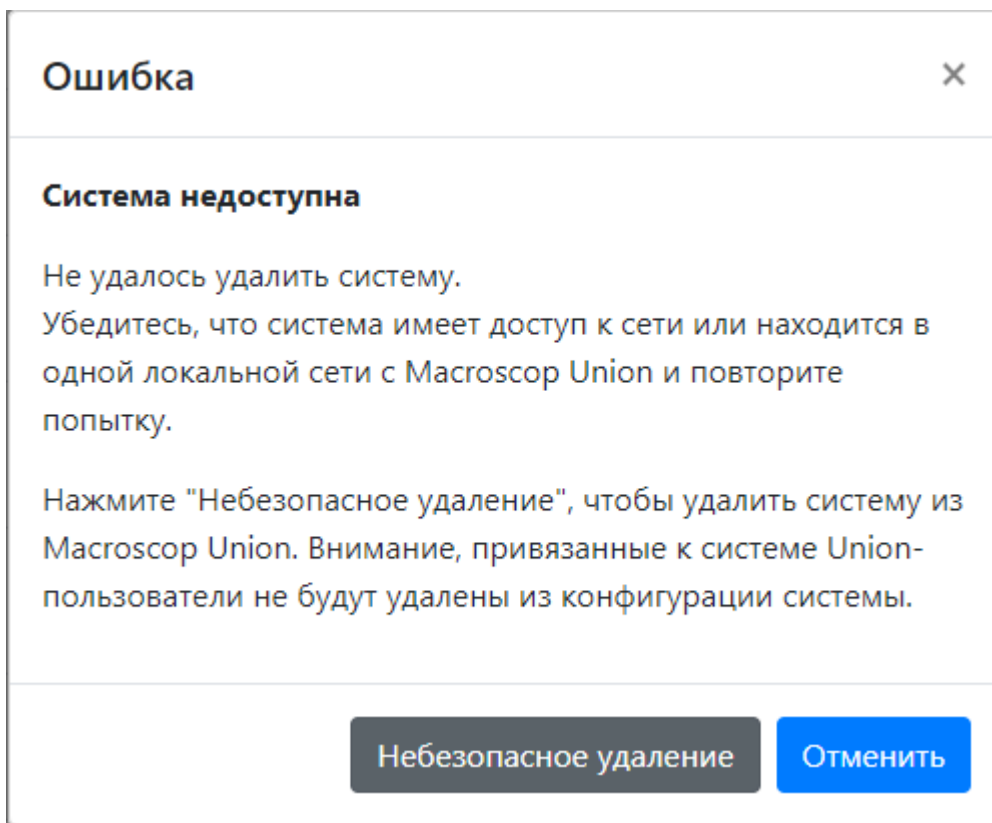 Ошибка
Система недоступна
Не удалось удалить систему.
Убедитесь, что система имеет доступ к сети или находится в
одной локальной сети с Macroscop Union и повторите
попытку.
Нажмите "Небезопасное удаление", чтобы удалить систему из
Macroscop Union. Внимание, привязанные к системе Union-
пользователи не будут удалены из конфигурации системы.
Небезопасное удаление
Отменить